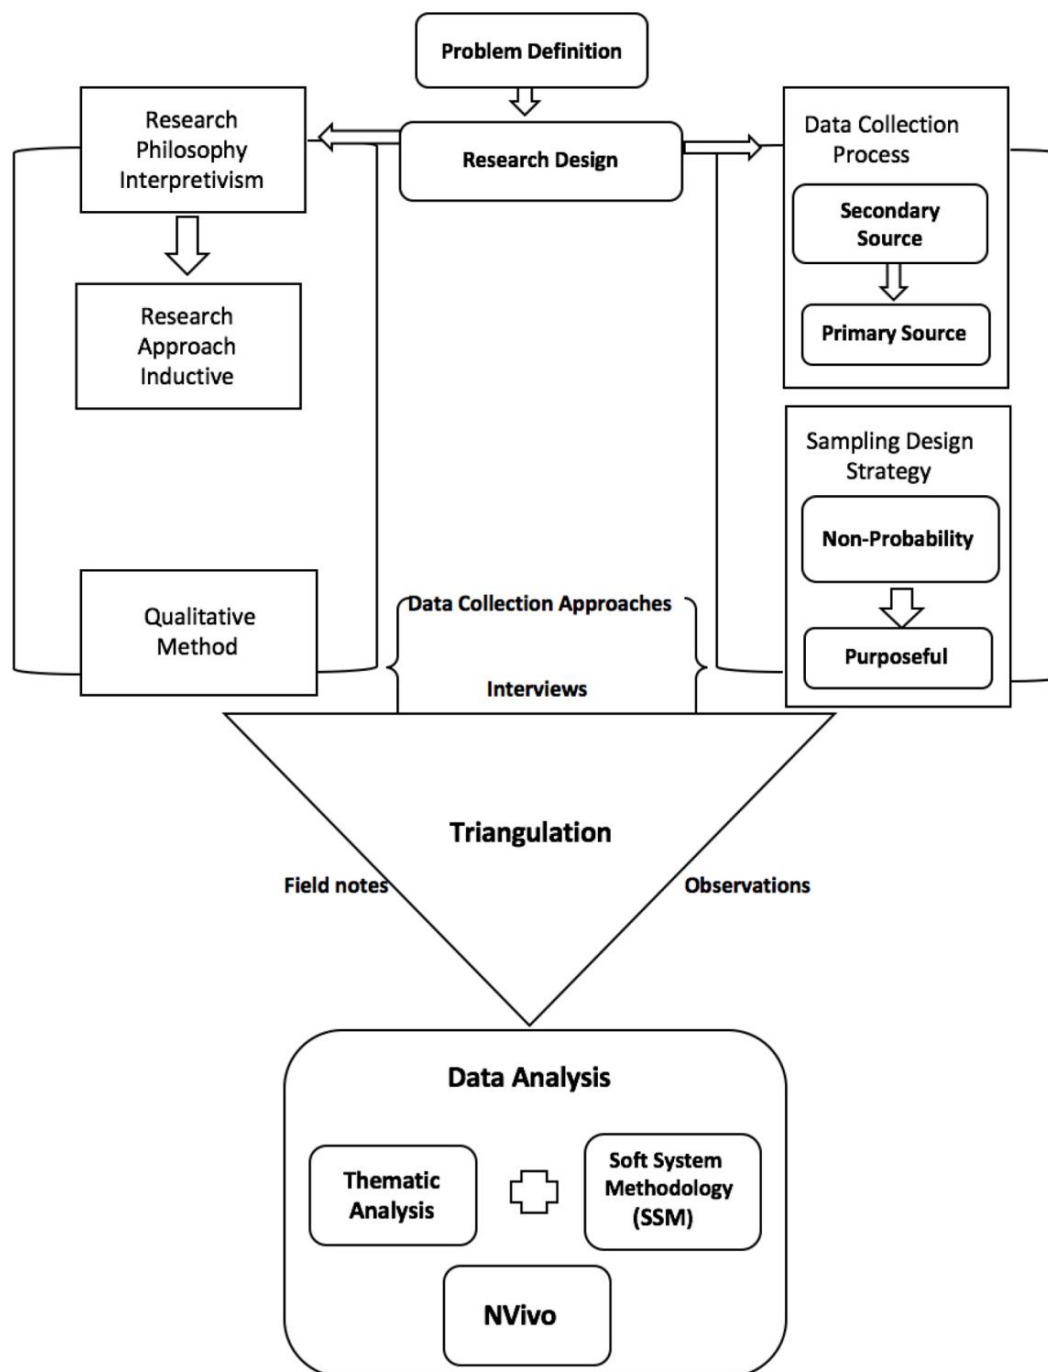 Problem Definition
Research Design
Research
Philosophy
Interpretivism
Research
Approach
Inductive
Qualitative
Method
Data Collection
Process
Secondary
Source
Primary Source
Sampling Design
Strategy
Non-Probability
Purposeful
Data Collection Approaches
Interviews
Triangulation
Field notes
Observations
Data Analysis
Thematic
Analysis
Soft System
Methodology
(SSM)
NVivo